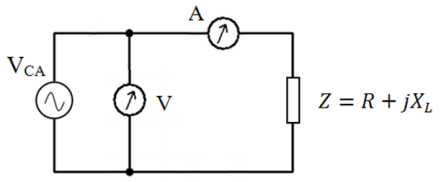 A
V_CA
V
Z = R + jX_L